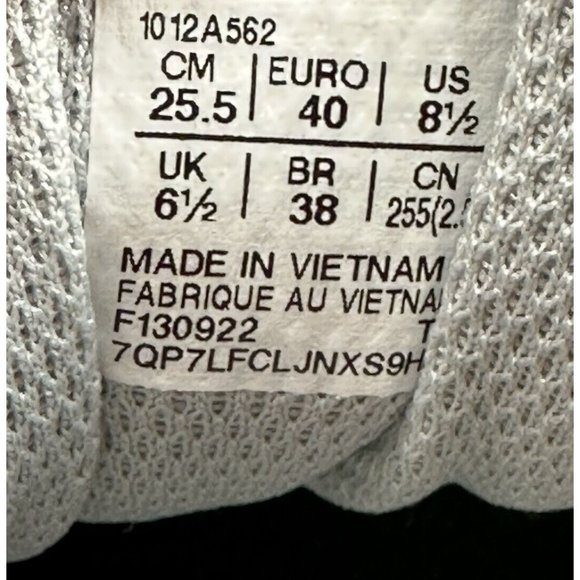 1012A562
CM | EURO | US
25.5 | 40 | 8½
UK | BR | CN
6½ | 38 | 255(2.
MADE IN VIETNAM
FABRIQUE AU VIETNA
F130922 T
7QP7LFCLJNXS9H